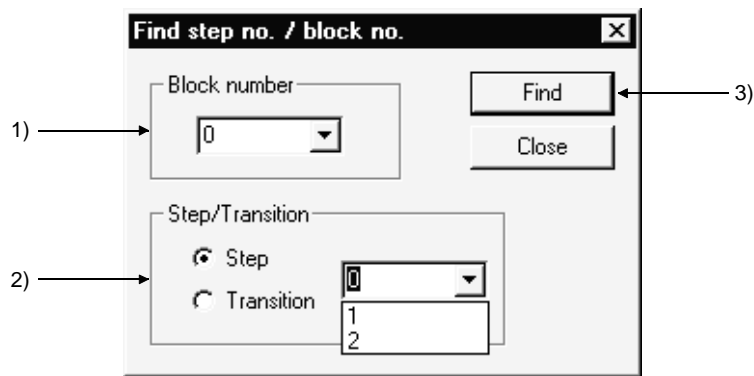 Find step no. / block no.
Block number
0
Find
3)
1)
Close
Step/Transition
Step
0
2)
Transition
1
2